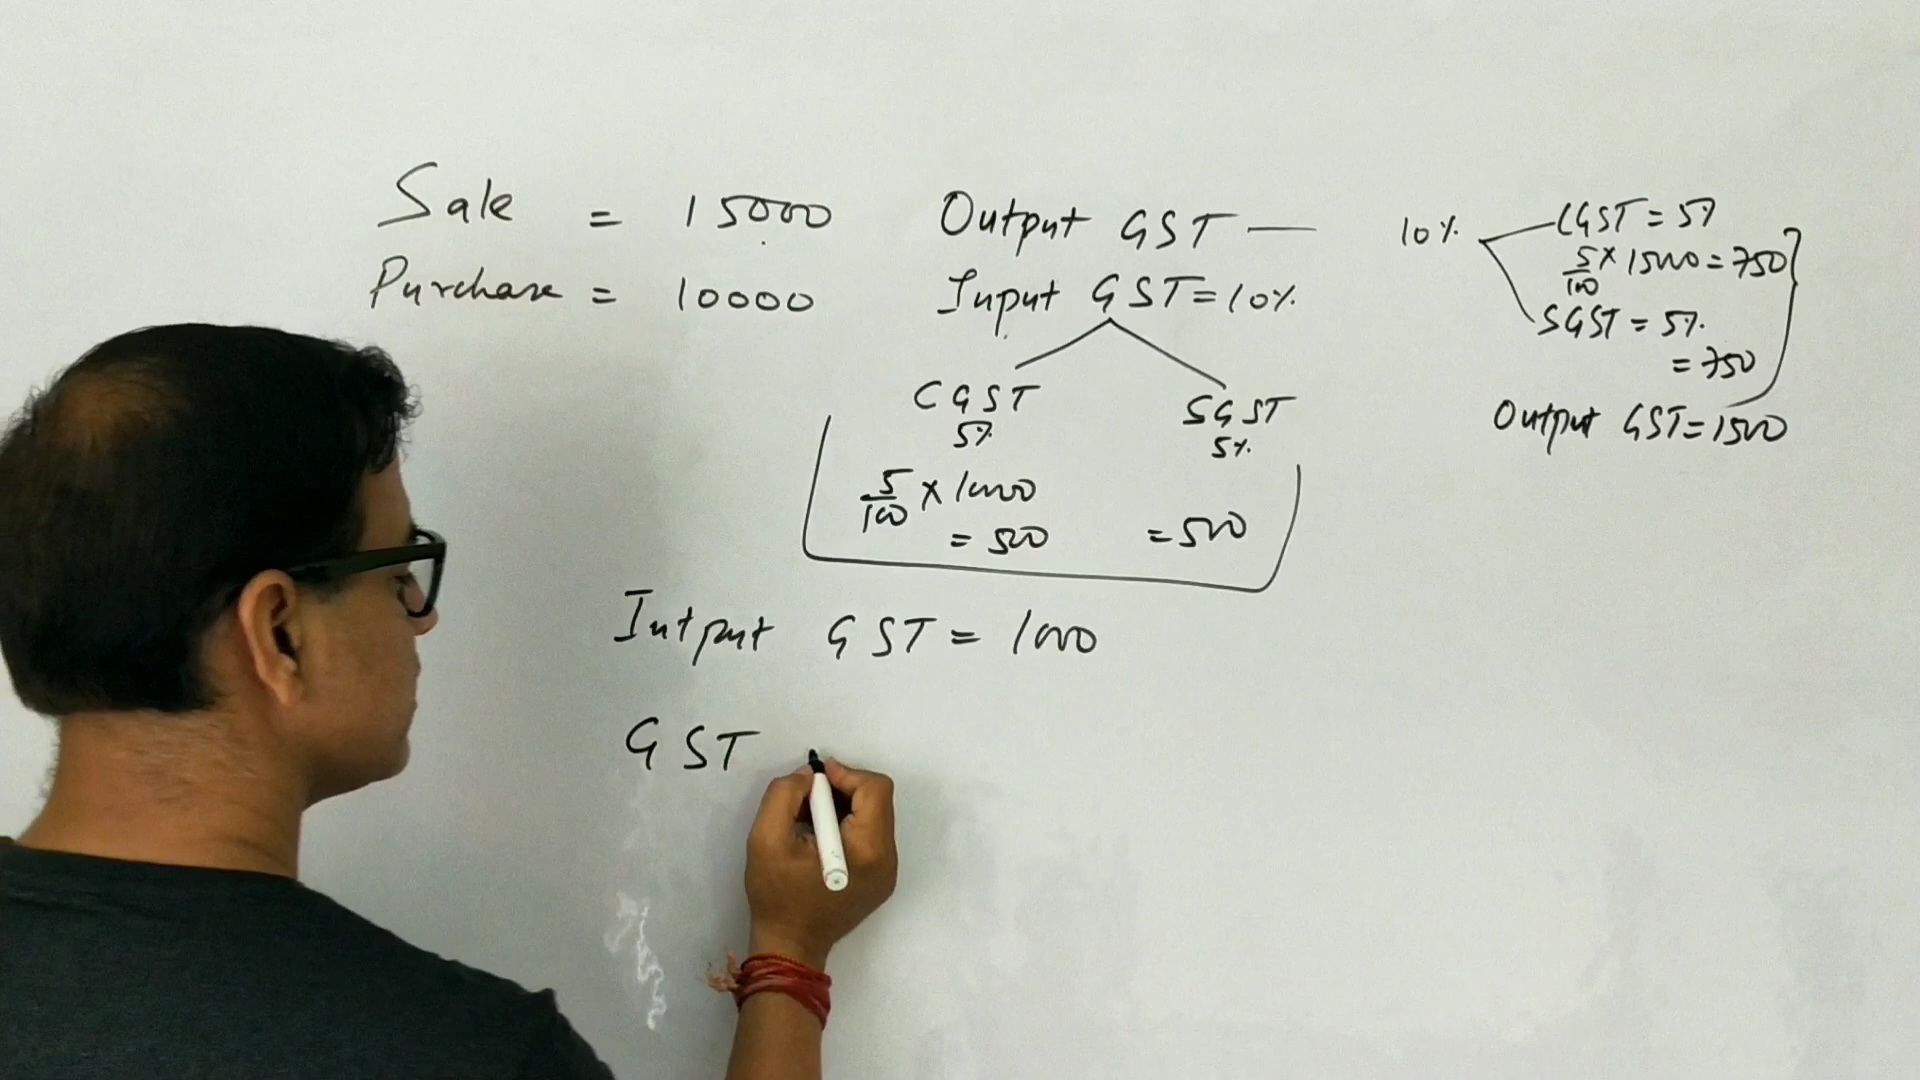 Sale = 15000
Purchase = 10000
Output GST —
Input GST = 10%
CGST
5%
5/100 × 10000
= 500
SGST
5%
= 500
10%
CGST = 5%
5/100 × 15000 = 750
SGST = 5%
= 750
Output GST = 1500
Intput GST = 1000
GST